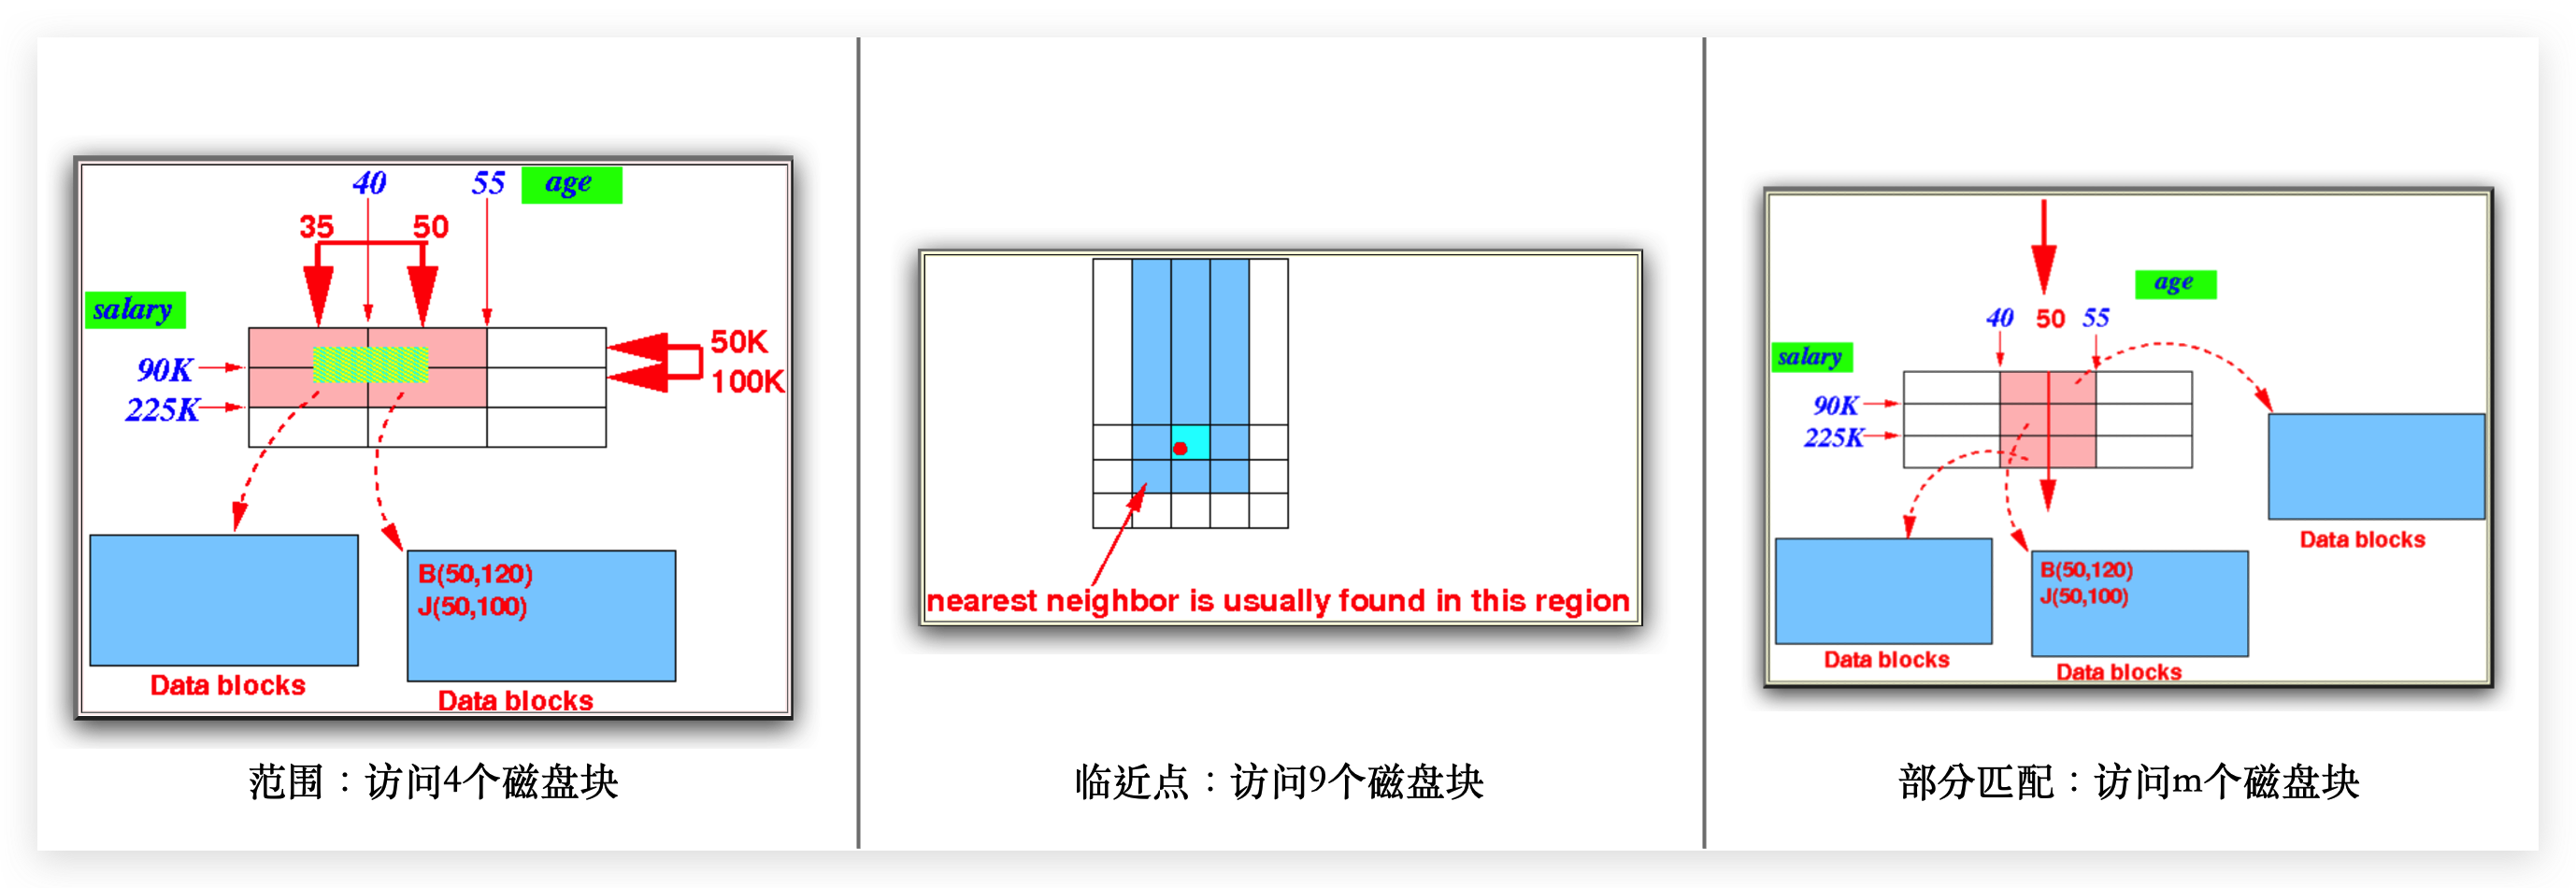 40 55 age
35 50
salary
50K
90K
100K
225K
B(50,120)
J(50,100)
Data blocks
Data blocks
范围：访问4个磁盘块
nearest neighbor is usually found in this region
临近点：访问9个磁盘块
age
40 50 55
salary
90K
225K
Data blocks
B(50,120)
J(50,100)
Data blocks
Data blocks
部分匹配：访问m个磁盘块